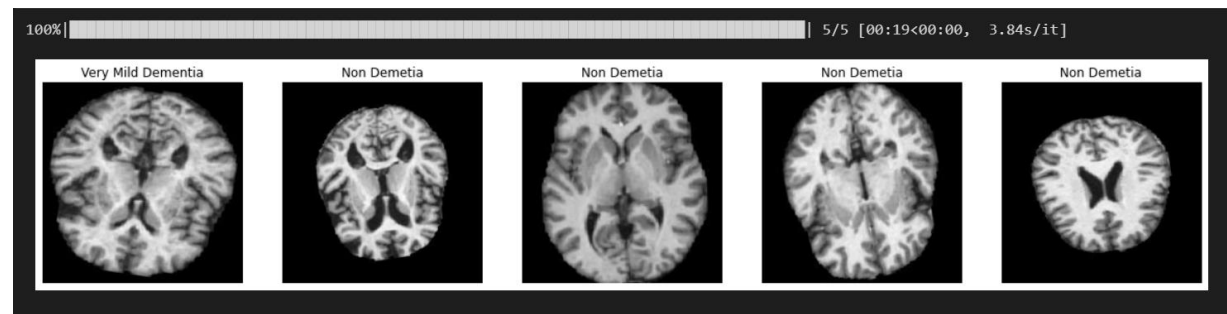 100%| | 5/5 [00:19<00:00, 3.84s/it]
Very Mild Dementia Non Demetia Non Demetia Non Demetia Non Demetia